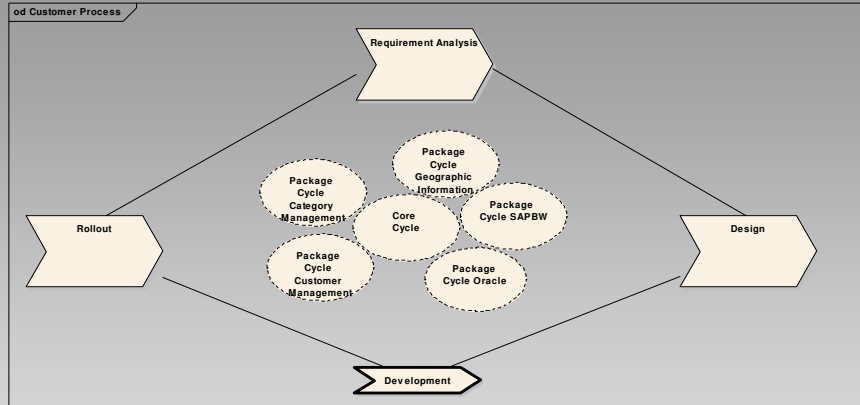 od Customer Process
Requirement Analysis
Package
Cycle
Geographic
Information
Package
Cycle
Category
Management
Core
Cycle
Package
Cycle SAPBW
Rollout
Design
Package
Cycle
Customer
Management
Package
Cycle Oracle
Development